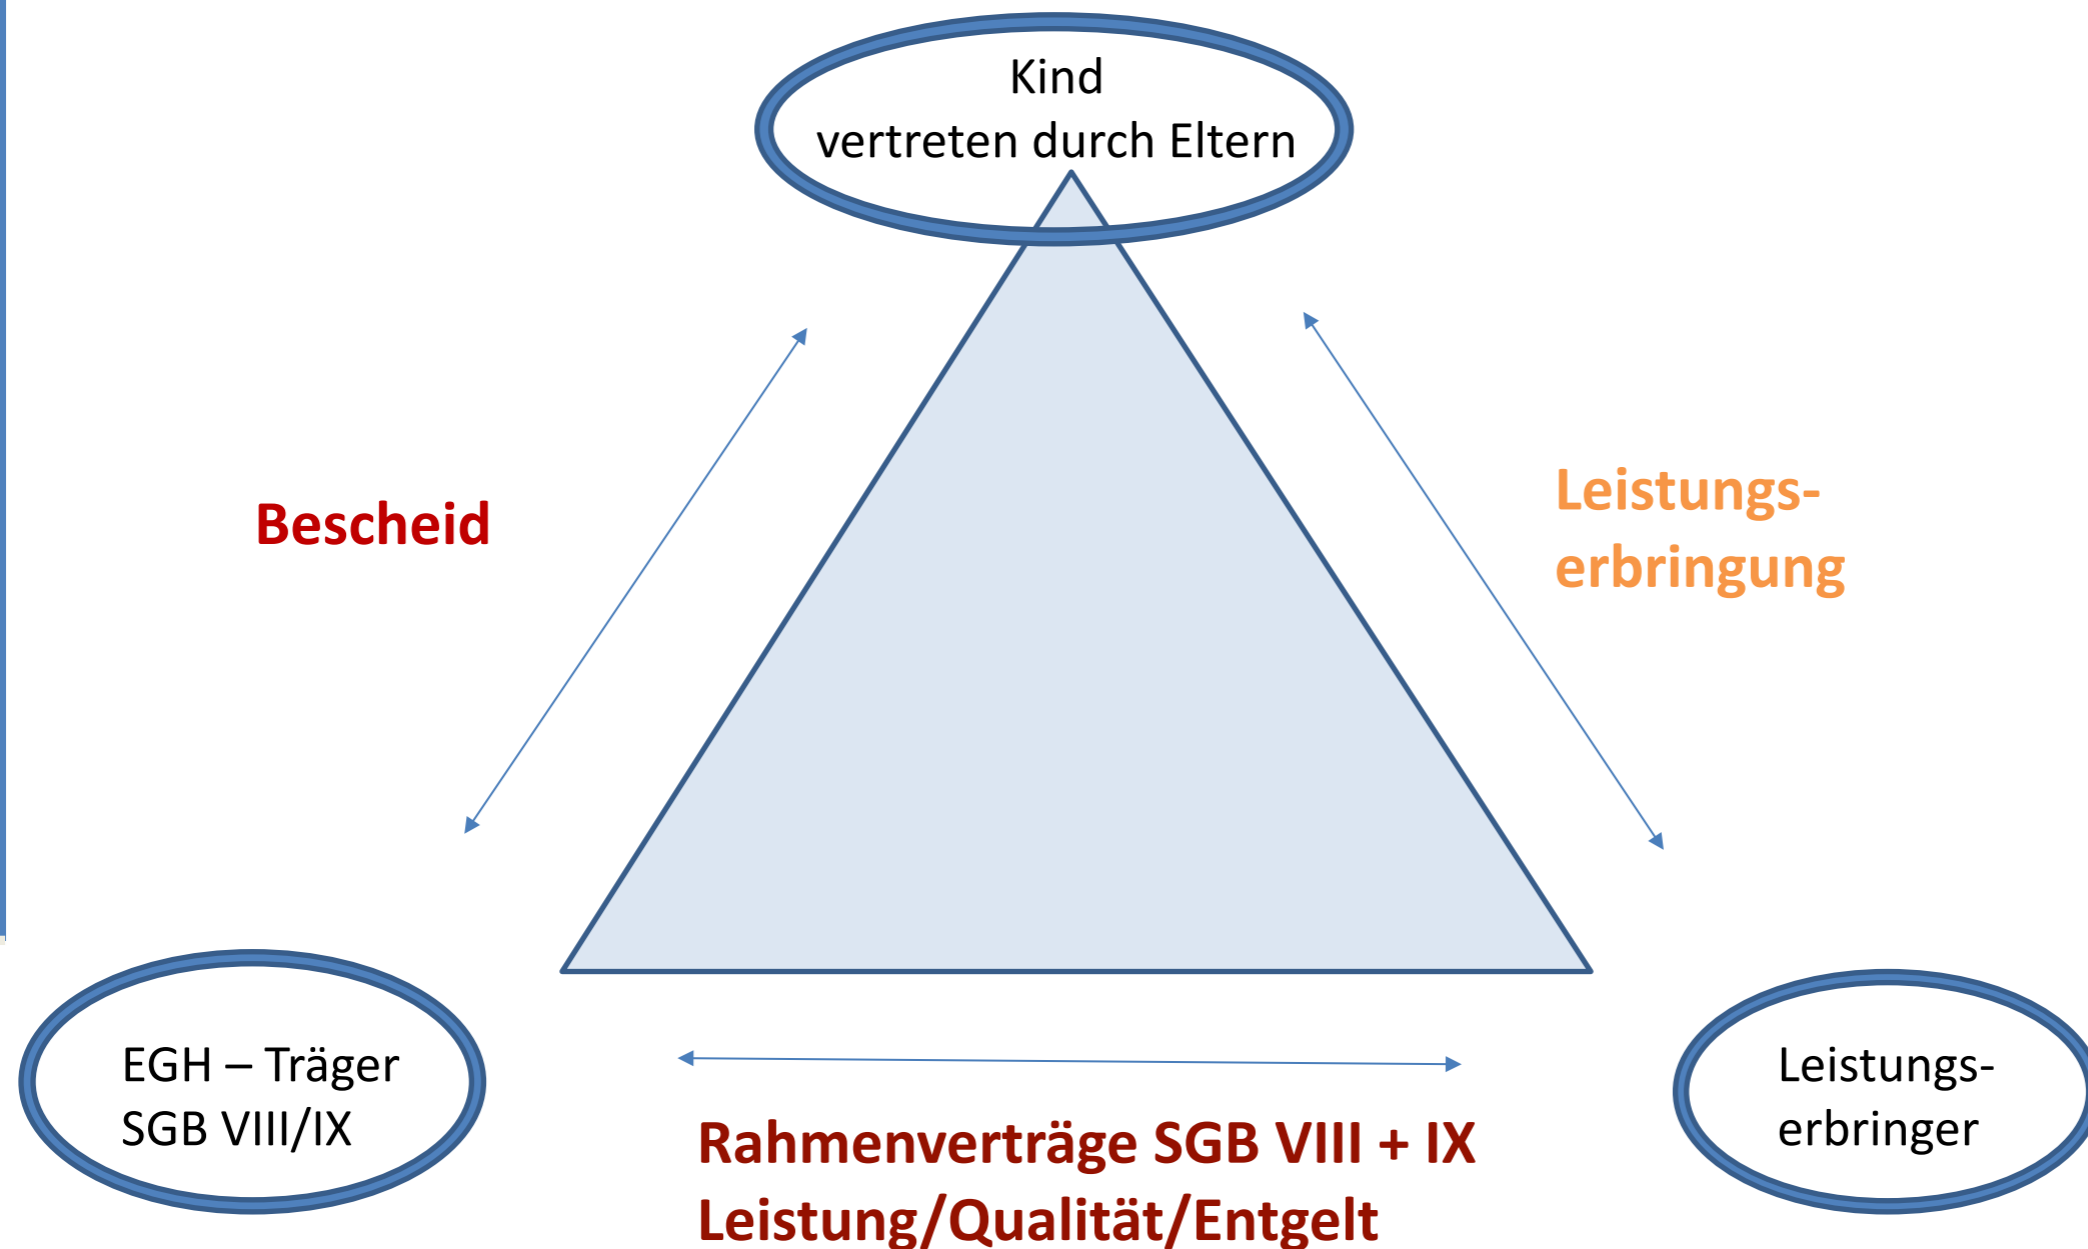 Kind
vertreten durch Eltern
Bescheid
Leistungs-
erbringung
EGH – Träger
SGB VIII/IX
Leistungs-
erbringer
Rahmenverträge SGB VIII + IX
Leistung/Qualität/Entgelt